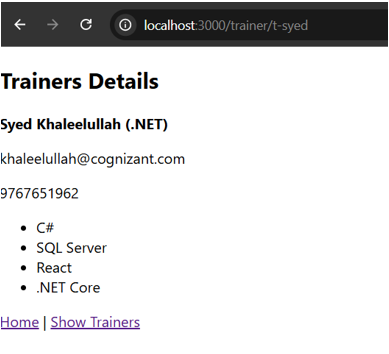 localhost:3000/trainer/t-syed
Trainers Details
Syed Khaleelullah (.NET)
khaleelullah@cognizant.com
9767651962
C#
SQL Server
React
.NET Core
Home | Show Trainers